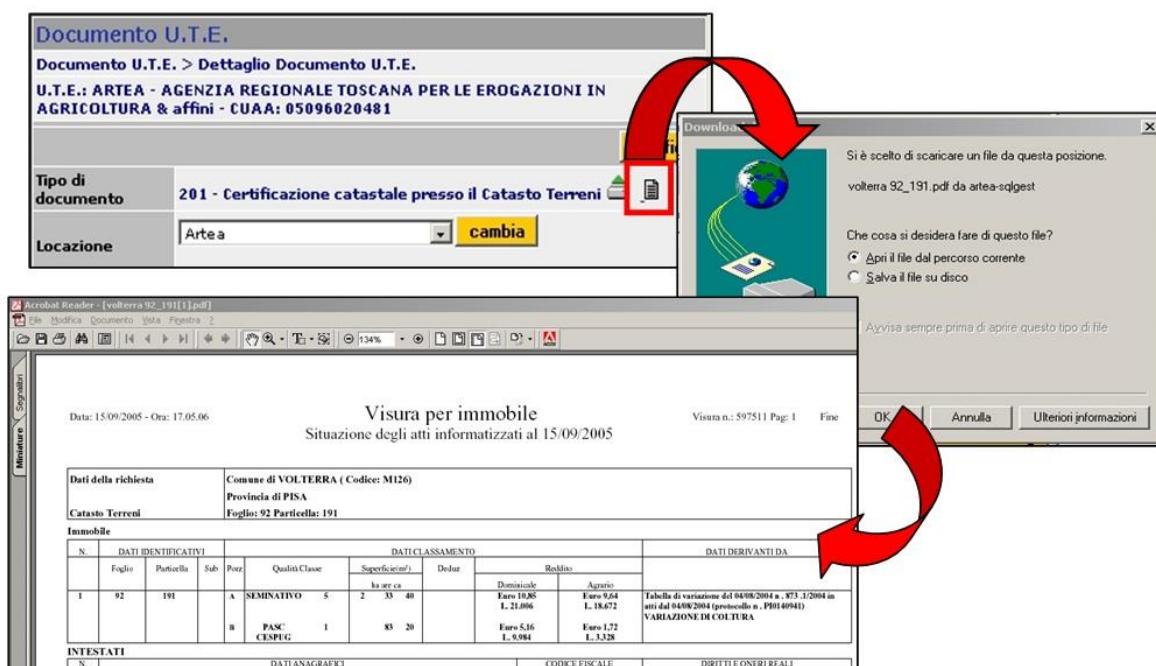 Documento U.T.E.
Documento U.T.E. > Dettaglio Documento U.T.E.
U.T.E.: ARTEA - AGENZIA REGIONALE TOSCANA PER LE EROGAZIONI IN
AGRICOLTURA & affini - CUAA: 05096020481
Tipo di
documento
201 - Certificazione catastale presso il Catasto Terreni
Locazione
Artea
cambia
Si è scelto di scaricare un file da questa posizione.
volterra 92_191.pdf da artea-sqlgest
Che cosa si desidera fare di questo file?
Apri il file dal percorso corrente
Salva il file su disco
Avvisa sempre prima di aprire questo tipo di file
OK
Annulla
Ulteriori informazioni
Acrobat Reader - [volterra 92_191[1].pdf]
File Modifica Documento Vista Finestra ?
134%
Segnalibri
Miniature
Data: 15/09/2005 - Ora: 17.05.06
Visura per immobile
Visura n.: 597511 Pag: 1 Fine
Situazione degli atti informatizzati al 15/09/2005
Dati della richiesta
Comune di VOLTERRA ( Codice: M126)
Provincia di PISA
Catasto Terreni
Foglio: 92 Particella: 191
Immobile
N. DATI IDENTIFICATIVI DATI CLASSAMENTO DATI DERIVANTI DA
Foglio Particella Sub Porz Qualità Classe Superficie(m²) Deduz Reddito
ha are ca Dominicale Agrario
1 92 191 A SEMINATIVO 5 2 33 40 Euro 10,85 Euro 9,64 Tabella di variazione del 04/08/2004 n . 873 .1/2004 in
L. 21.006 L. 18.672 atti dal 04/08/2004 (protocollo n . PI0140941)
VARIAZIONE DI COLTURA
B PASC 1 83 20 Euro 5,16 Euro 1,72
CESPUG L. 9.984 L. 3.328
INTESTATI
N. DATI ANAGRAFICI CODICE FISCALE DIRITTI E ONERI REALI